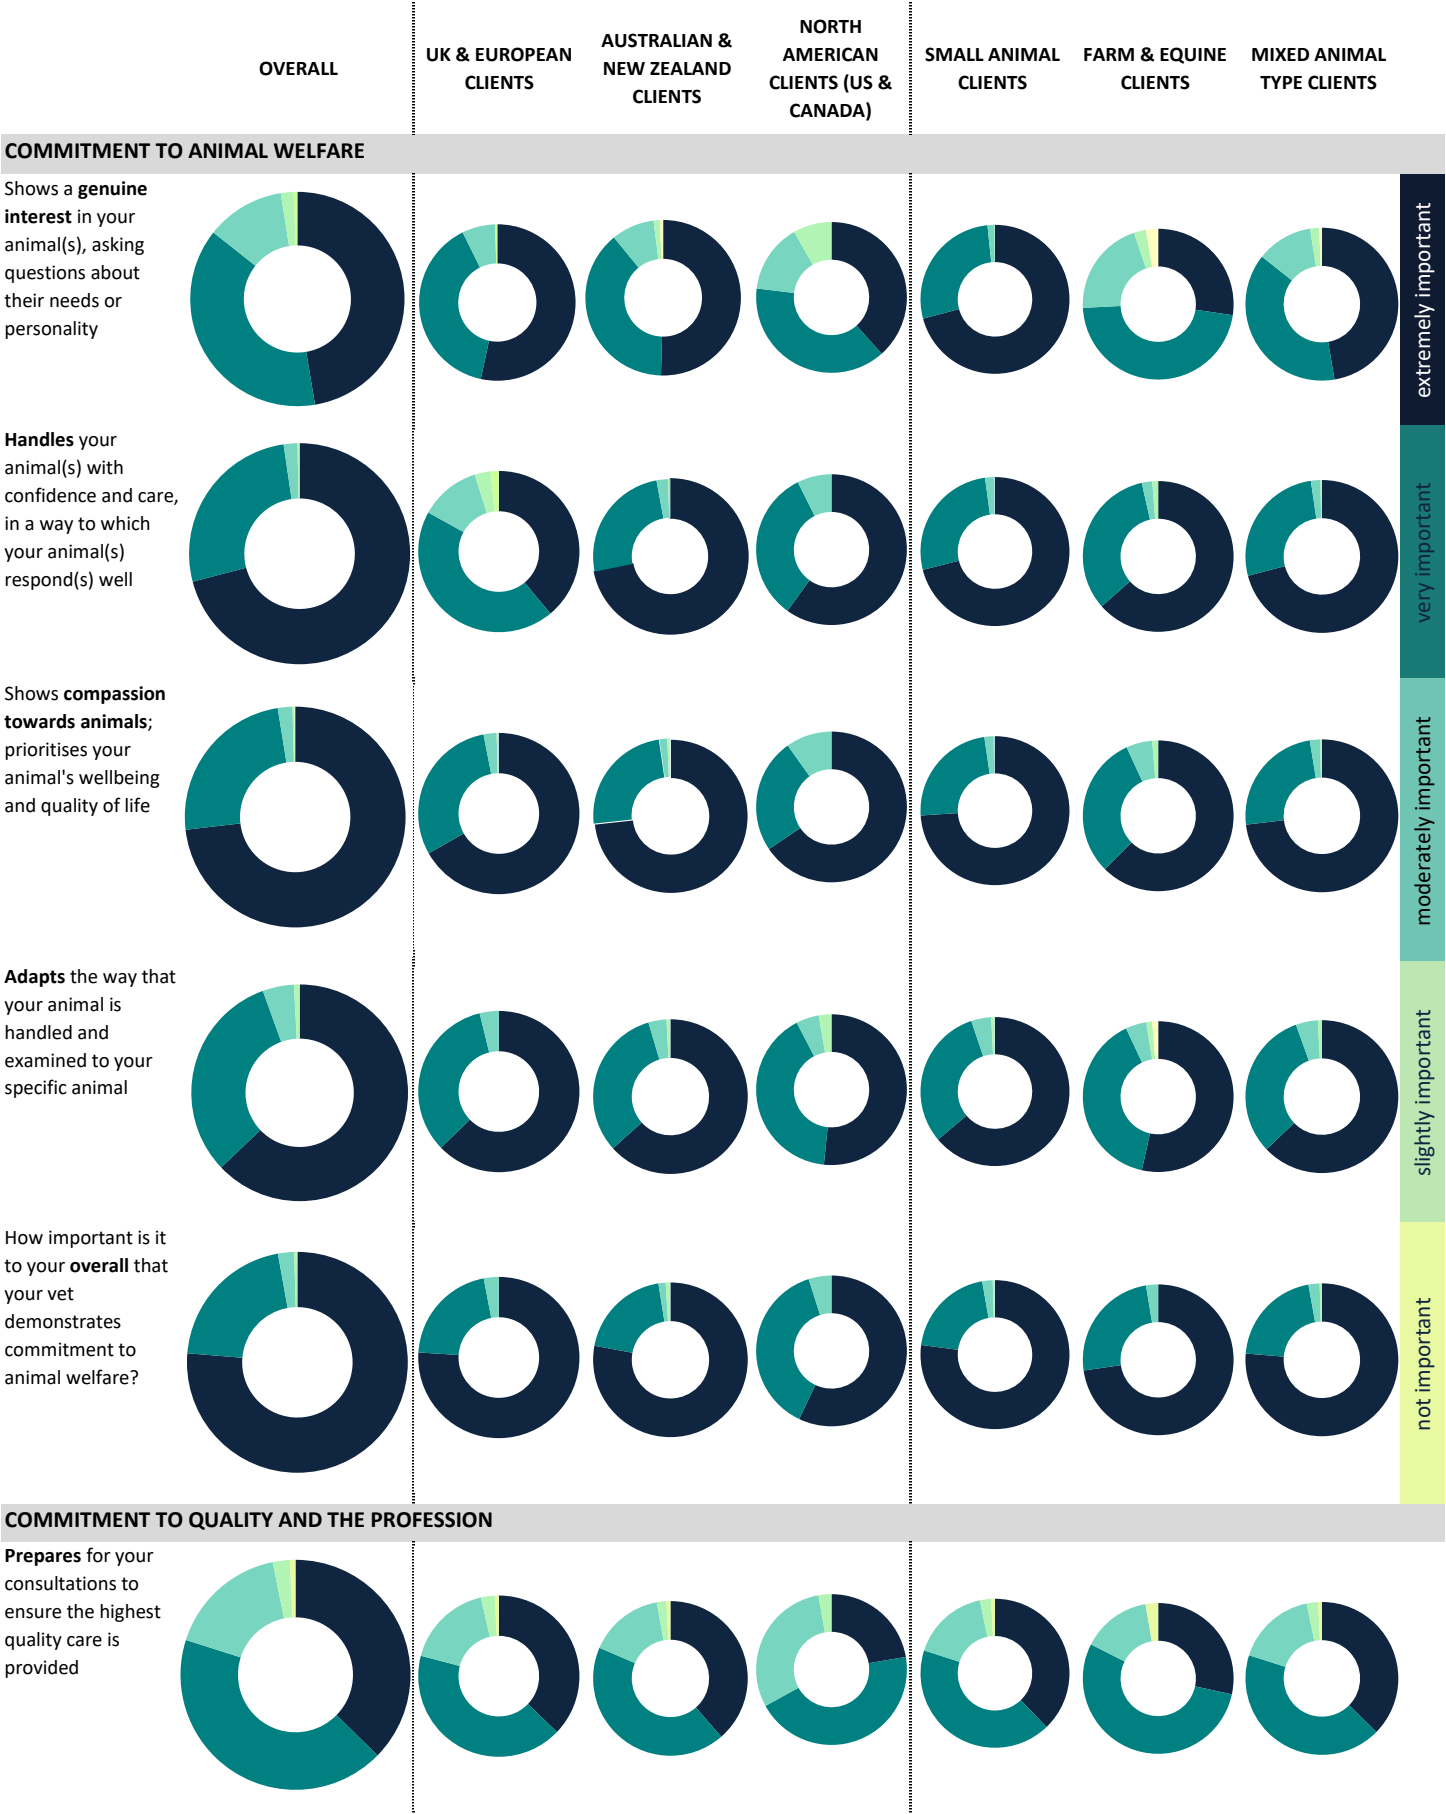 OVERALL
UK & EUROPEAN
CLIENTS
AUSTRALIAN &
NEW ZEALAND
CLIENTS
NORTH
AMERICAN
CLIENTS (US &
CANADA)
SMALL ANIMAL
CLIENTS
FARM & EQUINE
CLIENTS
MIXED ANIMAL
TYPE CLIENTS
COMMITMENT TO ANIMAL WELFARE
Shows a genuine
interest in your
animal(s), asking
questions about
their needs or
personality
extremely important
Handles your
animal(s) with
confidence and care,
in a way to which
your animal(s)
respond(s) well
very important
Shows compassion
towards animals;
prioritises your
animal's wellbeing
and quality of life
moderately important
Adapts the way that
your animal is
handled and
examined to your
specific animal
slightly important
How important is it
to your overall that
your vet
demonstrates
commitment to
animal welfare?
not important
COMMITMENT TO QUALITY AND THE PROFESSION
Prepares for your
consultations to
ensure the highest
quality care is
provided